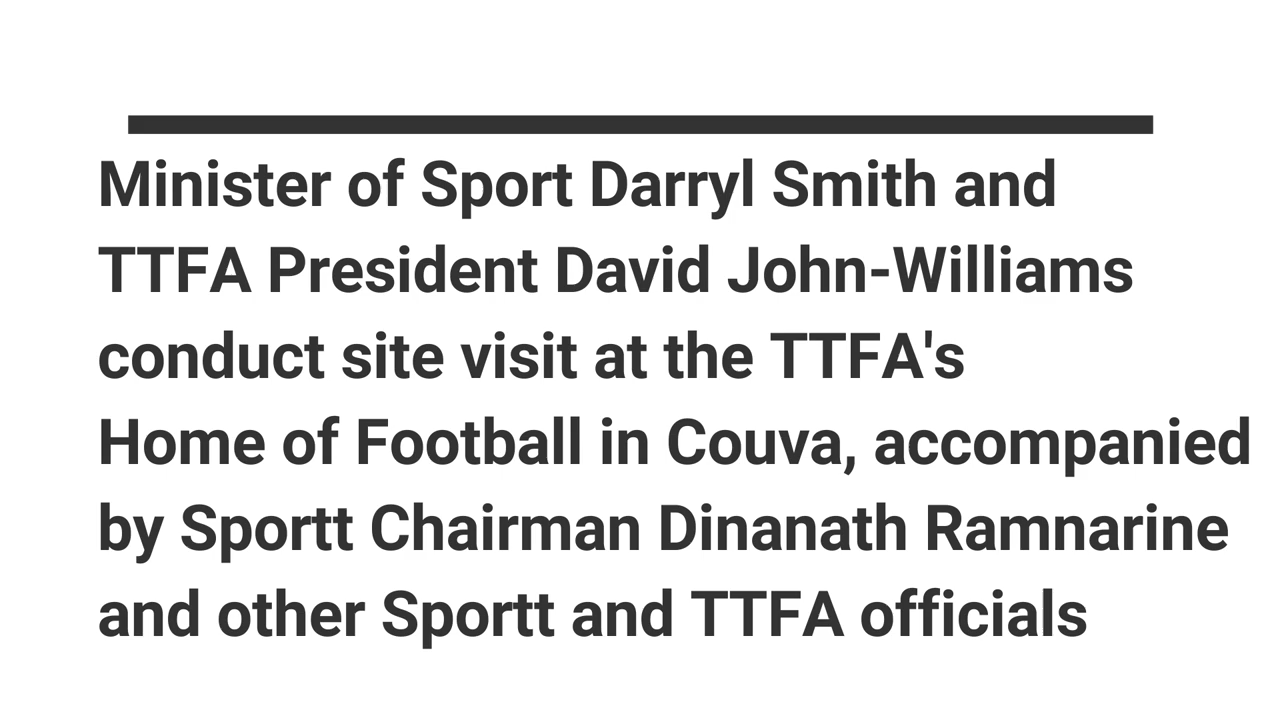 Minister of Sport Darryl Smith and
TTFA President David John-Williams
conduct site visit at the TTFA's
Home of Football in Couva, accompanied
by Sportt Chairman Dinanath Ramnarine
and other Sportt and TTFA officials